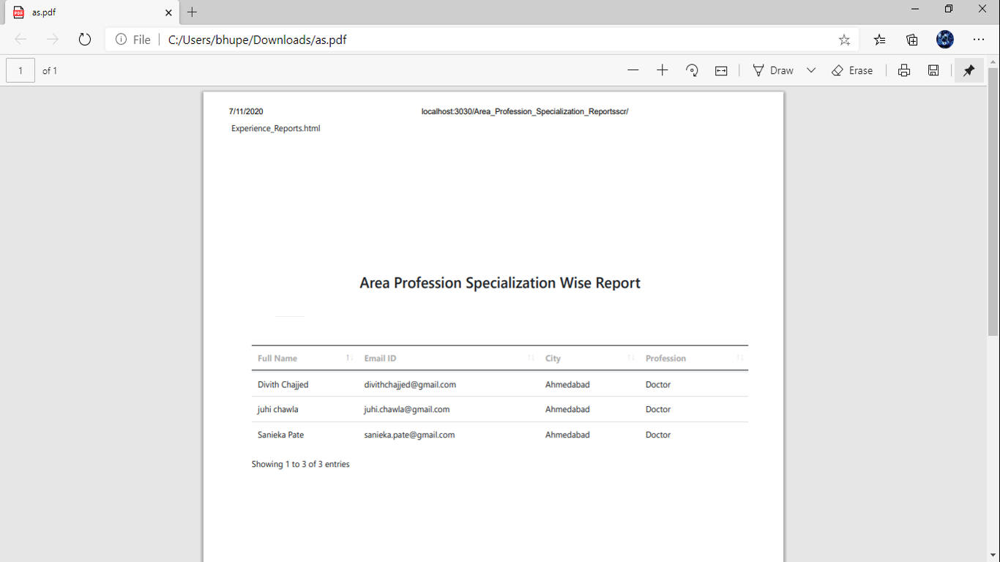 as.pdf
File C:/Users/bhupe/Downloads/as.pdf
1 of 1 Draw Erase
7/11/2020 localhost:3030/Area_Profession_Specialization_Reportsscr/
Experience_Reports.html
Area Profession Specialization Wise Report
Full Name Email ID City Profession
Divith Chajjed divithchajjed@gmail.com Ahmedabad Doctor
juhi chawla juhi.chawla@gmail.com Ahmedabad Doctor
Sanieka Pate sanieka.pate@gmail.com Ahmedabad Doctor
Showing 1 to 3 of 3 entries